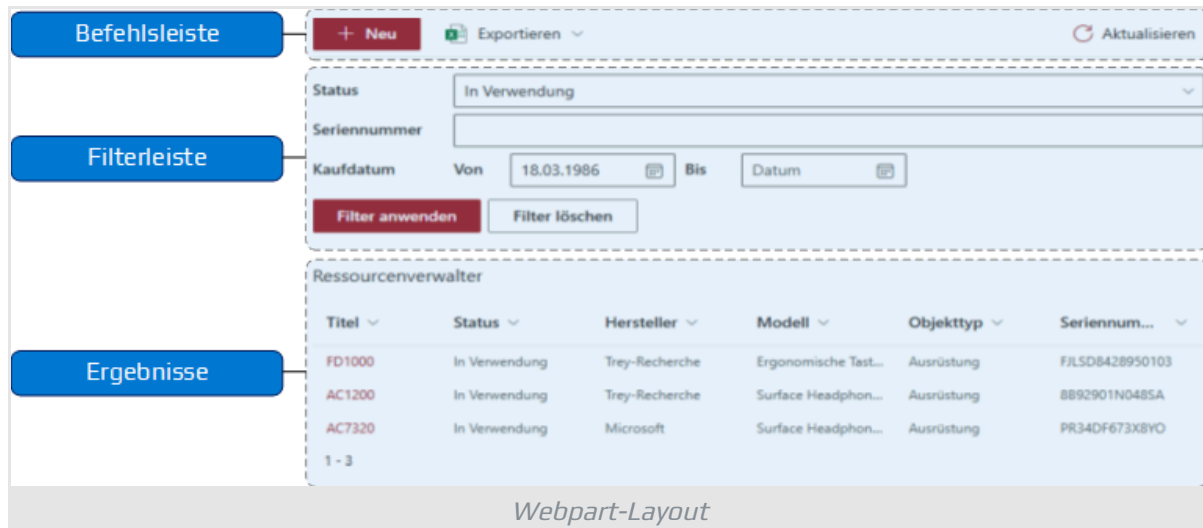 Befehlsleiste
+ Neu Exportieren Aktualisieren
Status In Verwendung
Seriennummer
Filterleiste
Kaufdatum Von 18.03.1986 Bis Datum
Filter anwenden Filter löschen
Ressourcenverwalter
Titel Status Hersteller Modell Objekttyp Seriennum...
Ergebnisse
FD1000 In Verwendung Trey-Recherche Ergonomische Tast... Ausrüstung FJLSD8428950103
AC1200 In Verwendung Trey-Recherche Surface Headphon... Ausrüstung 8B92901N048SA
AC7320 In Verwendung Microsoft Surface Headphon... Ausrüstung PR34DF673X8YO
1 - 3
Webpart-Layout